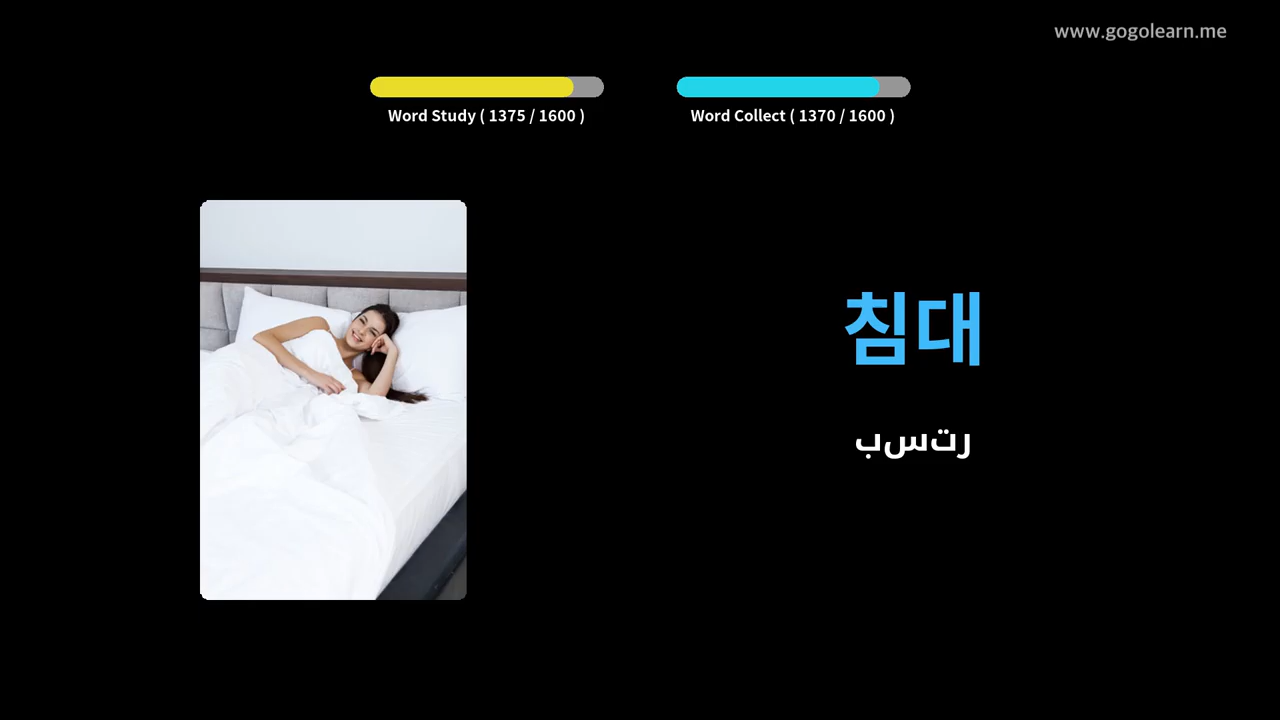 www.gogolearn.me
Word Study ( 1375 / 1600 )
Word Collect ( 1370 / 1600 )
침대
رتسب